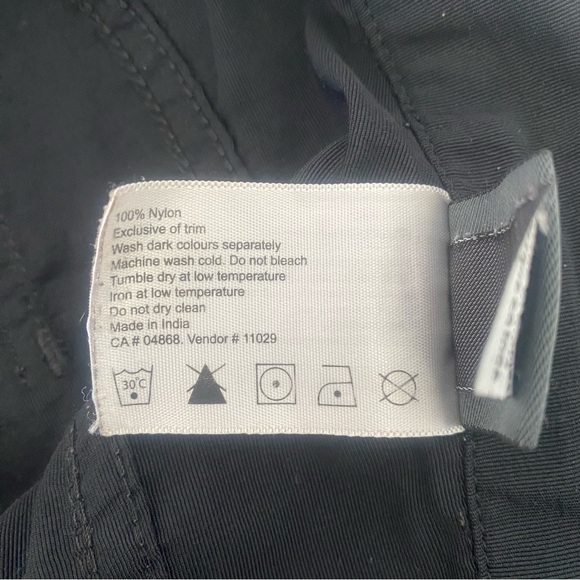 100% Nylon
Exclusive of trim
Wash dark colours separately
Machine wash cold. Do not bleach
Tumble dry at low temperature
Iron at low temperature
Do not dry clean
Made in India
CA # 04868. Vendor # 11029
30°C